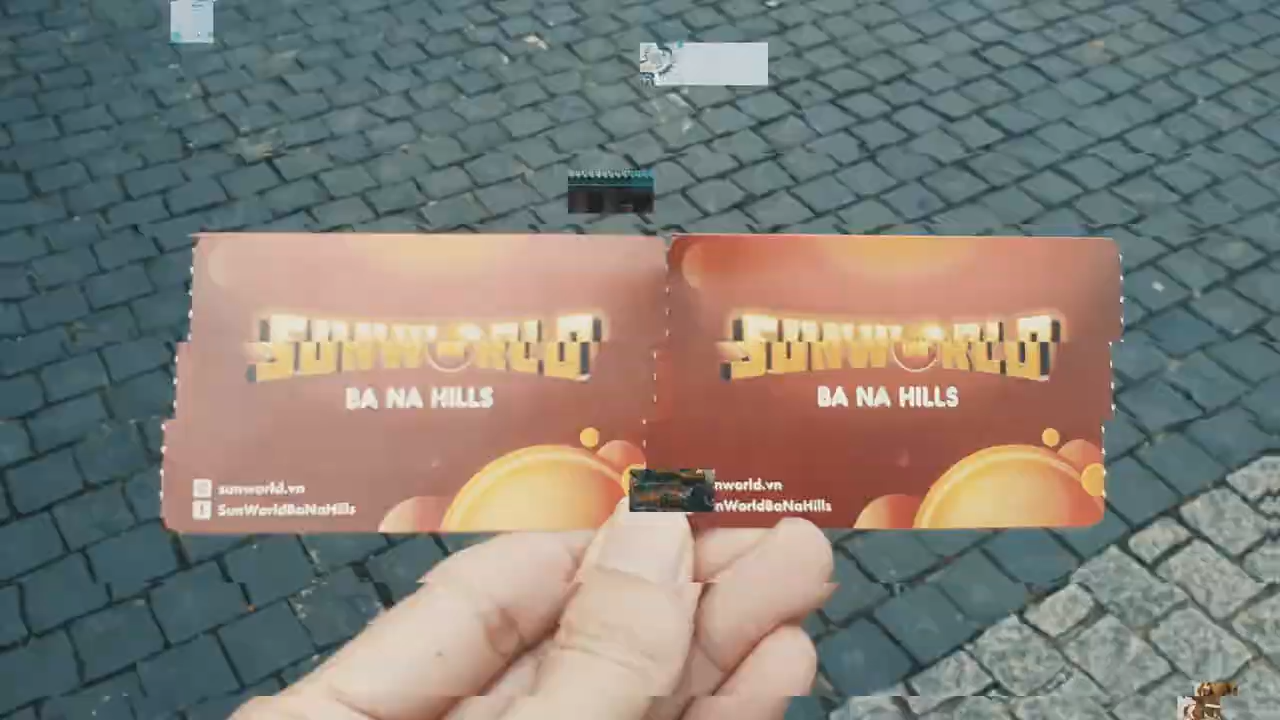 SUNWORLD
BA NA HILLS
sunworld.vn
SunWorldBaNaHills
SUNWORLD
BA NA HILLS
nworld.vn
nWorldBaNaHills